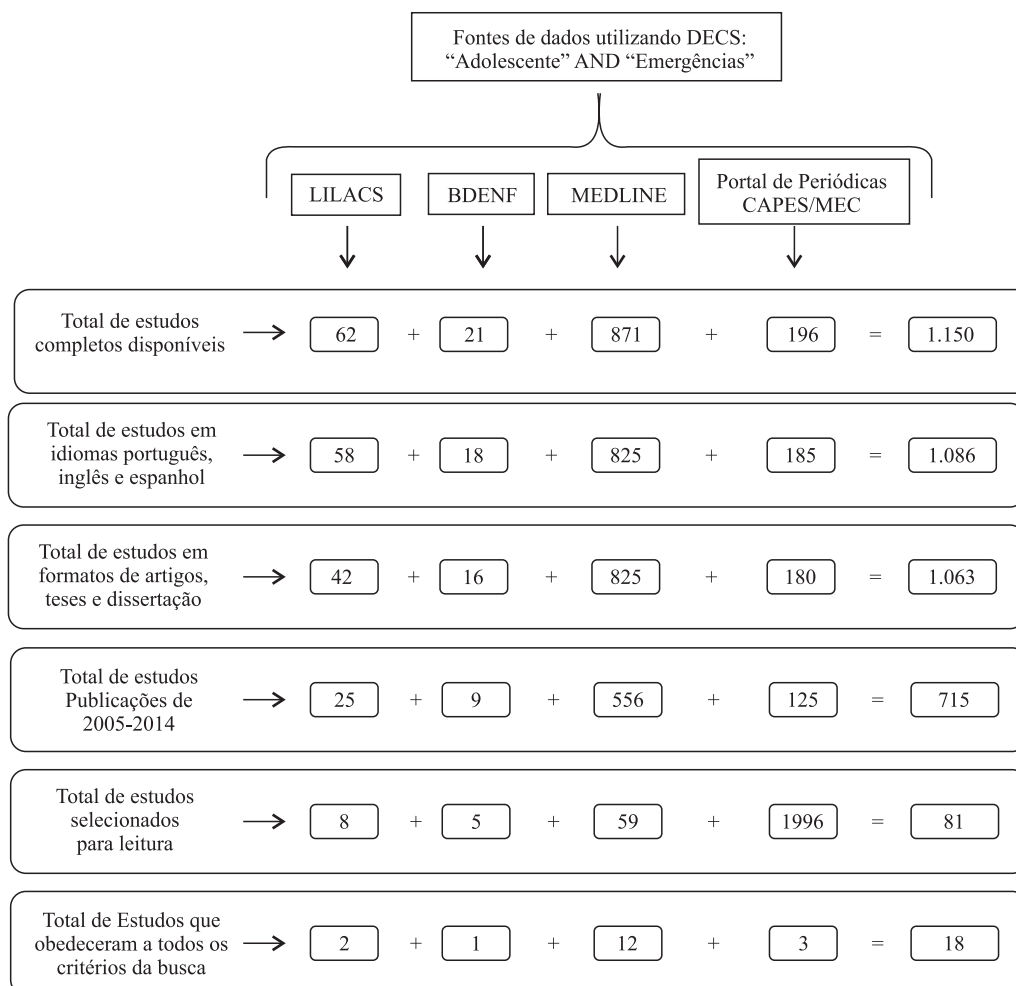 Fontes de dados utilizando DECS:
“Adolescente” AND “Emergências”
LILACS
BDENF
MEDLINE
Portal de Periódicas
CAPES/MEC
Total de estudos
completos disponíveis
62 + 21 + 871 + 196 = 1.150
Total de estudos em
idiomas português,
inglês e espanhol
58 + 18 + 825 + 185 = 1.086
Total de estudos em
formatos de artigos,
teses e dissertação
42 + 16 + 825 + 180 = 1.063
Total de estudos
Publicações de
2005-2014
25 + 9 + 556 + 125 = 715
Total de estudos
selecionados
para leitura
8 + 5 + 59 + 1996 = 81
Total de Estudos que
obedeceram a todos os
critérios da busca
2 + 1 + 12 + 3 = 18